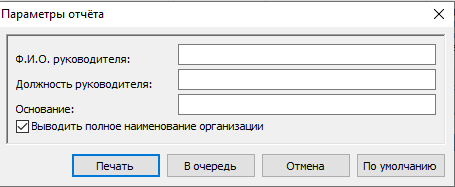 Параметры отчёта
Ф.И.О. руководителя:
Должность руководителя:
Основание:
Выводить полное наименование организации
Печать В очередь Отмена По умолчанию